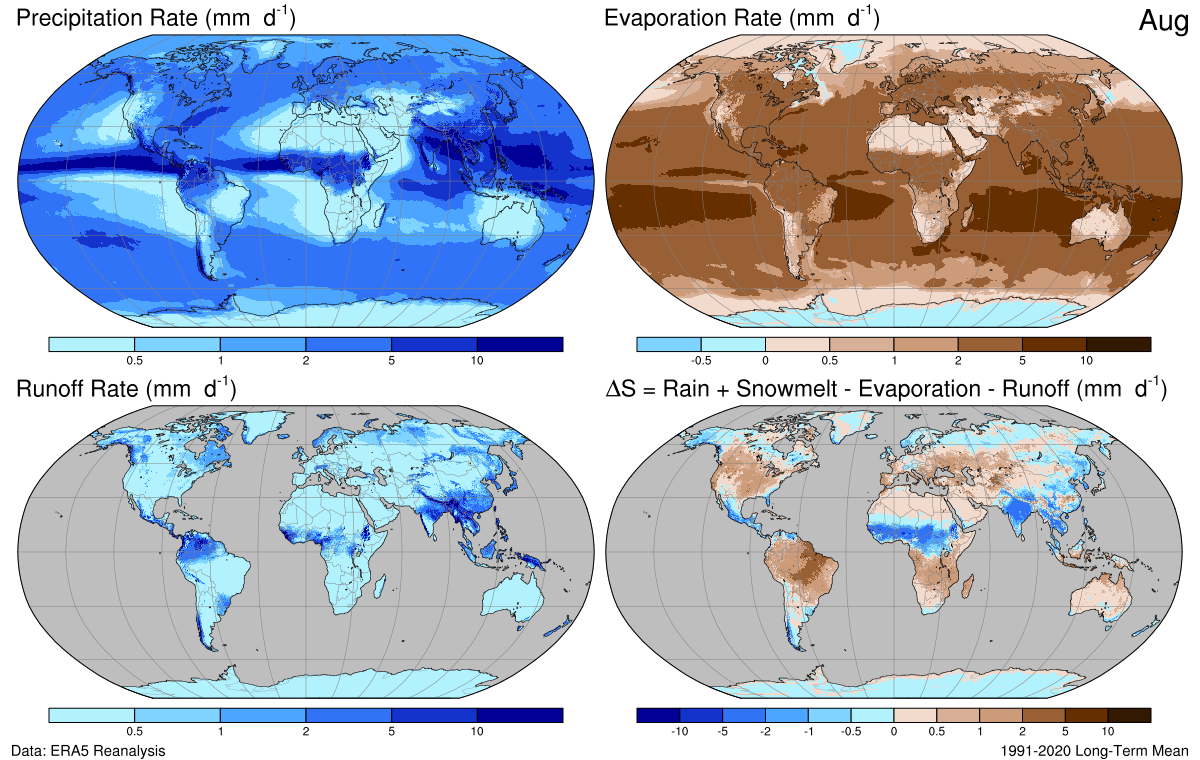 Precipitation Rate (mm d⁻¹)
Evaporation Rate (mm d⁻¹)
Aug
0.5 1 2 5 10
-0.5 0 0.5 1 2 5 10
Runoff Rate (mm d⁻¹)
ΔS = Rain + Snowmelt - Evaporation - Runoff (mm d⁻¹)
0.5 1 2 5 10
-10 -5 -2 -1 -0.5 0 0.5 1 2 5 10
Data: ERA5 Reanalysis
1991-2020 Long-Term Mean